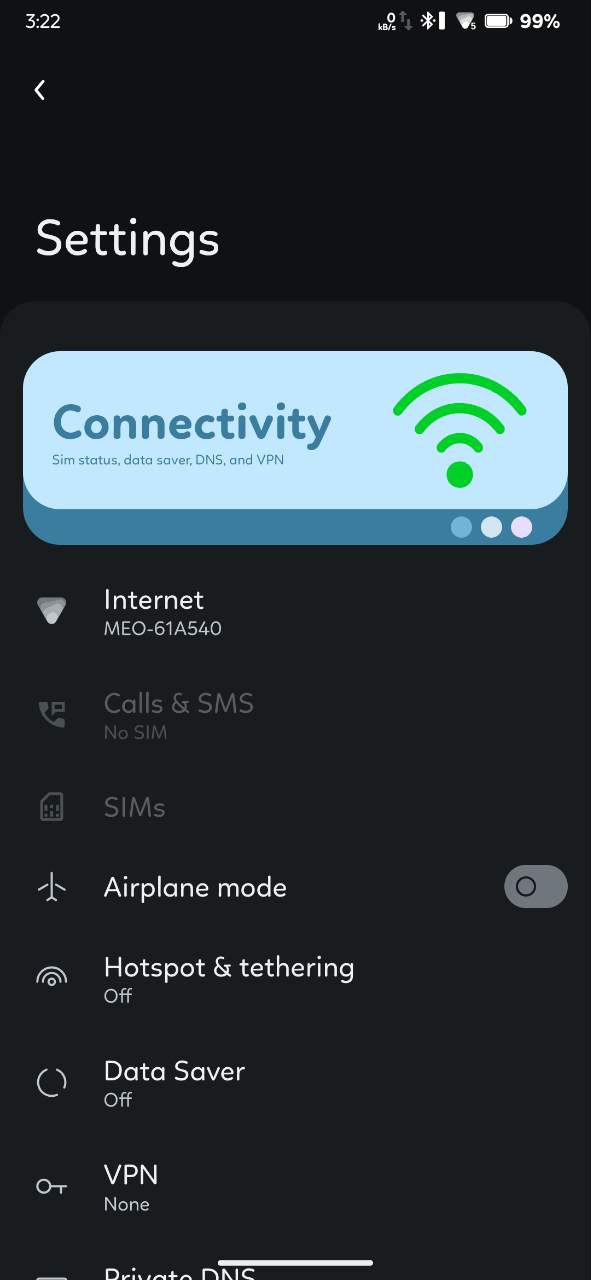 3:22
0 kB/s 5 99%
Settings
Connectivity
Sim status, data saver, DNS, and VPN
Internet
MEO-61A540
Calls & SMS
No SIM
SIMs
Airplane mode
Hotspot & tethering
Off
Data Saver
Off
VPN
None
Private DNS